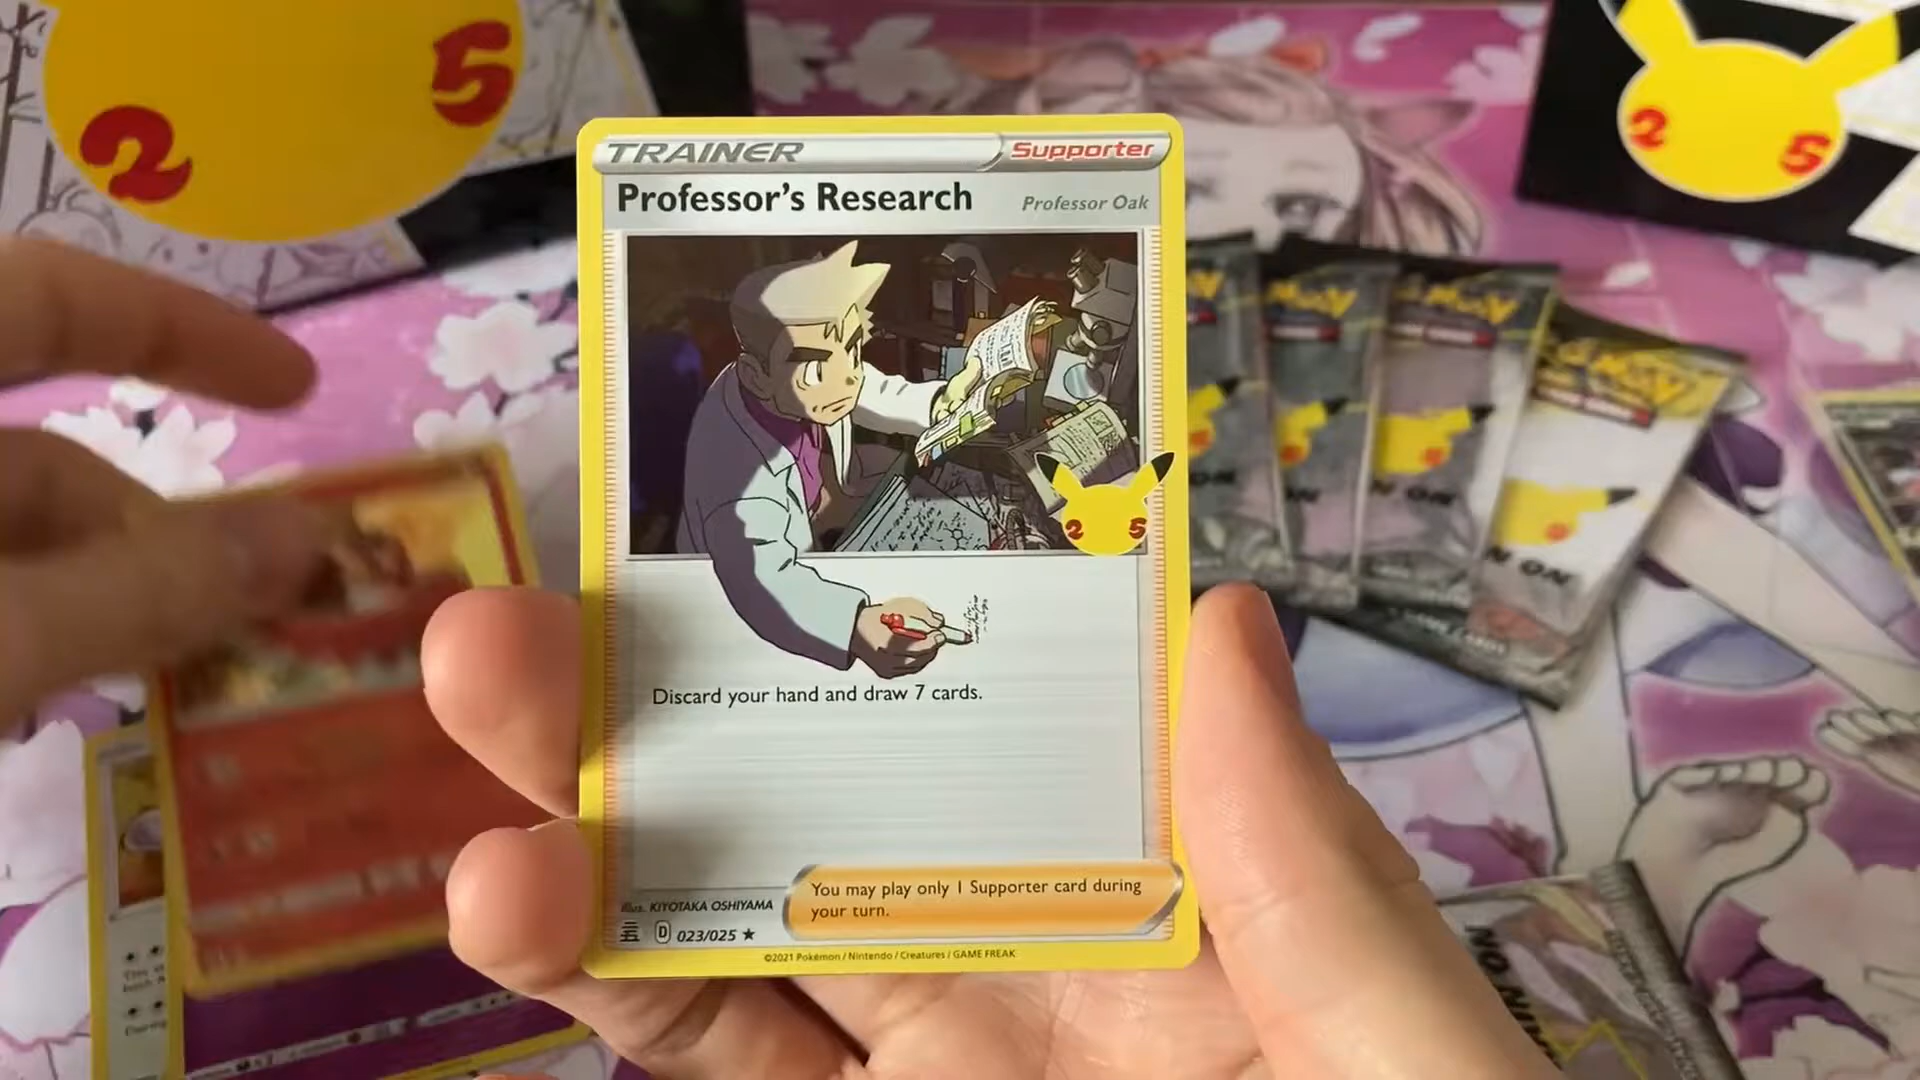 2 5
2 5
TRAINER Supporter
Professor's Research Professor Oak
2 5
Discard your hand and draw 7 cards.
You may play only 1 Supporter card during
your turn.
illus. KIYOTAKA OSHIYAMA
D 023/025 ★
©2021 Pokémon / Nintendo / Creatures / GAME FREAK